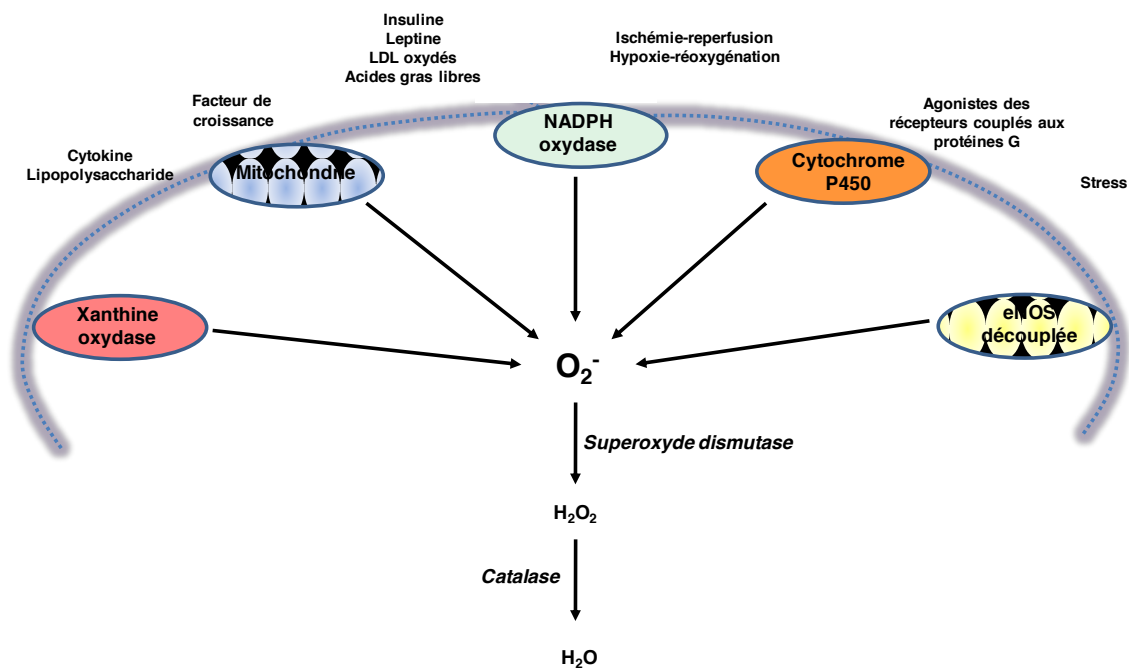 Insuline
Leptine
LDL oxydés
Acides gras libres
Ischémie-reperfusion
Hypoxie-réoxygénation
Facteur de
croissance
Agonistes des
récepteurs couplés aux
protéines G
Cytokine
Lipopolysaccharide
Stress
NADPH
oxydase
Mitochondrie
Cytochrome
P450
Xanthine
oxydase
eNOS
découplée
O₂⁻
Superoxyde dismutase
H₂O₂
Catalase
H₂O